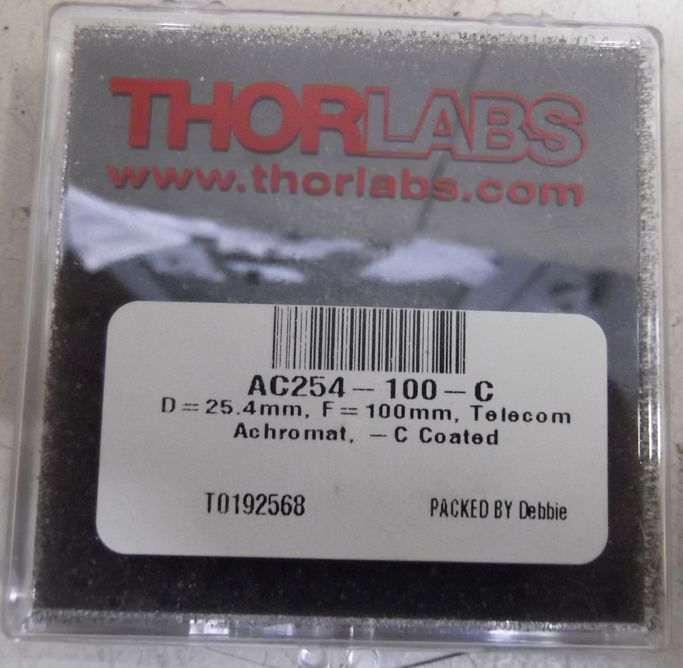 THORLABS
www.thorlabs.com
AC254-100-C
D=25.4mm, F=100mm, Telecom
Achromat, -C Coated
T0192568 PACKED BY Debbie